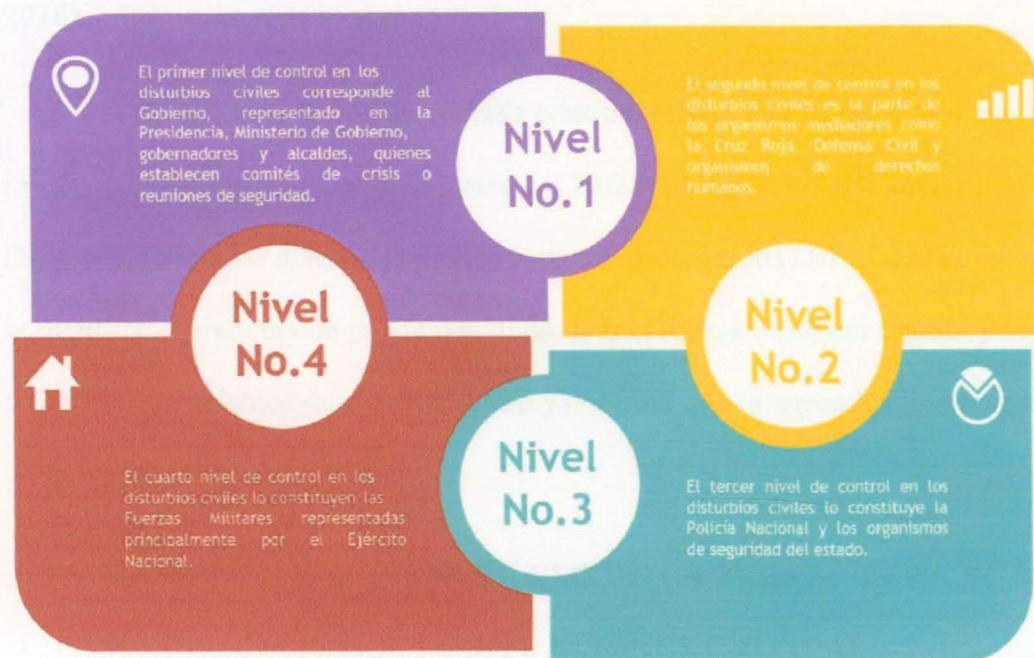 El primer nivel de control en los
disturbios civiles corresponde al
Gobierno, representado en la
Presidencia, Ministerio de Gobierno,
gobernadores y alcaldes, quienes
establecen comités de crisis o
reuniones de seguridad.
Nivel
No.1
El segundo nivel de control en los
disturbios civiles es la parte de
los organismos mediadores como
la Cruz Roja, Defensa Civil y
organismos de derechos
humanos.
Nivel
No.2
Nivel
No.4
El cuarto nivel de control en los
disturbios civiles lo constituyen las
Fuerzas Militares representadas
principalmente por el Ejército
Nacional.
Nivel
No.3
El tercer nivel de control en los
disturbios civiles lo constituye la
Policía Nacional y los organismos
de seguridad del estado.